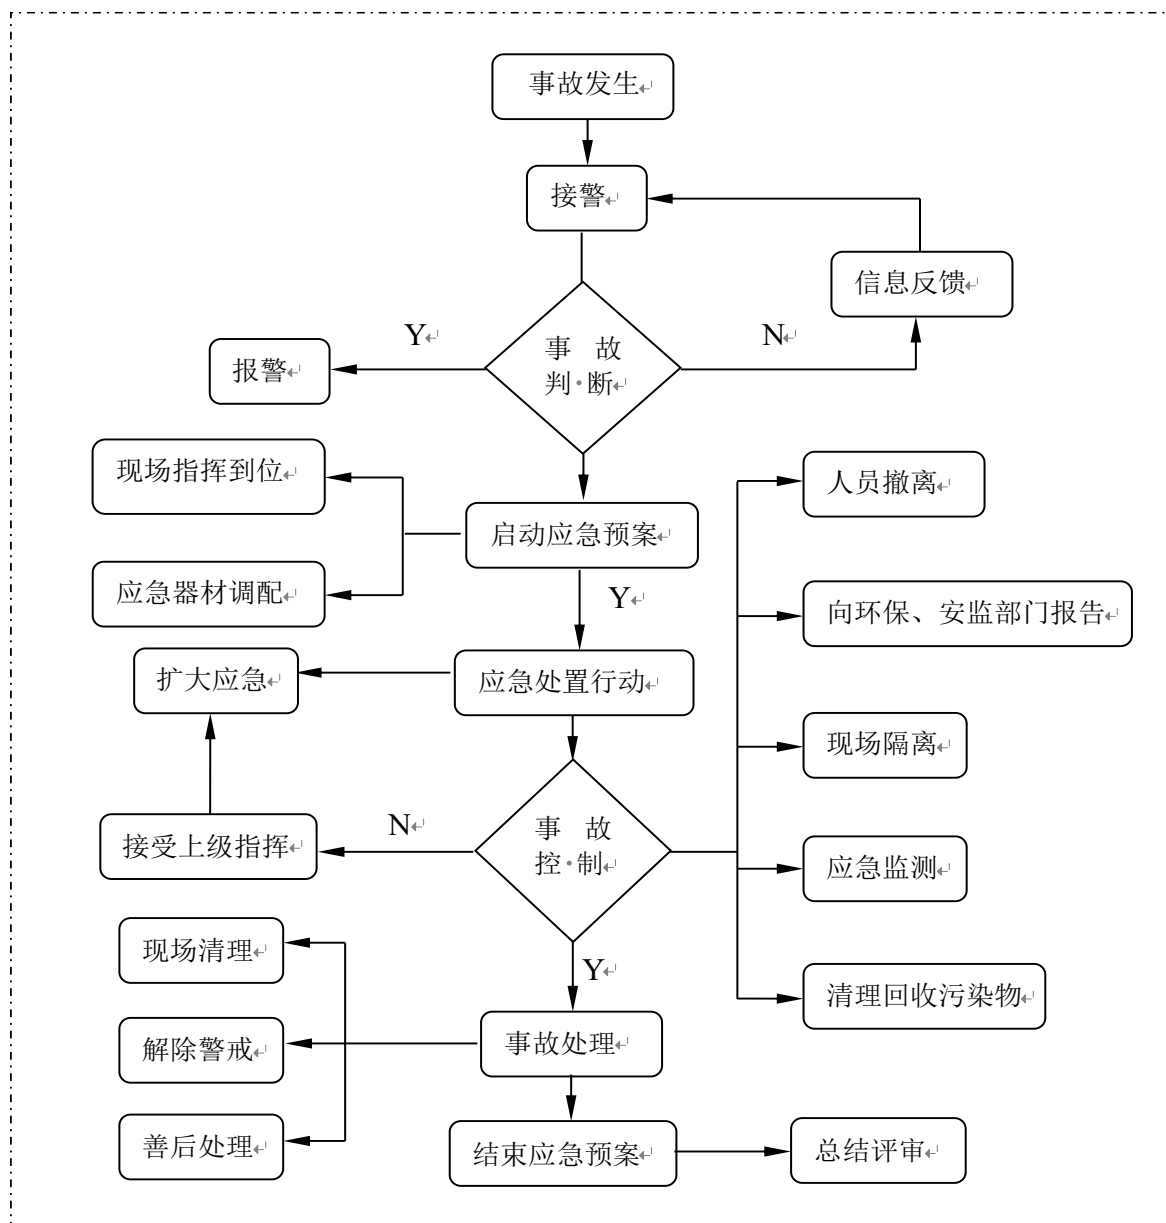 事故发生
接警
信息反馈
Y
N
事 故
判·断
报警
现场指挥到位
人员撤离
启动应急预案
应急器材调配
Y
向环保、安监部门报告
扩大应急
应急处置行动
现场隔离
N
事 故
控·制
接受上级指挥
应急监测
现场清理
Y
清理回收污染物
解除警戒
事故处理
善后处理
结束应急预案
总结评审